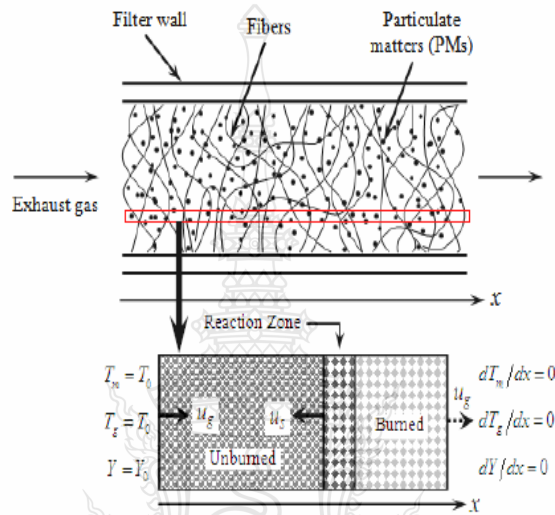 Filter wall
Fibers
Particulate
matters (PMs)
Exhaust gas
x
Reaction Zone
T_m = T_0
T_g = T_0
Y = Y_0
u_g
u_s
Unburned
Burned
u_g
dT_m/dx = 0
dT_g/dx = 0
dY/dx = 0
x